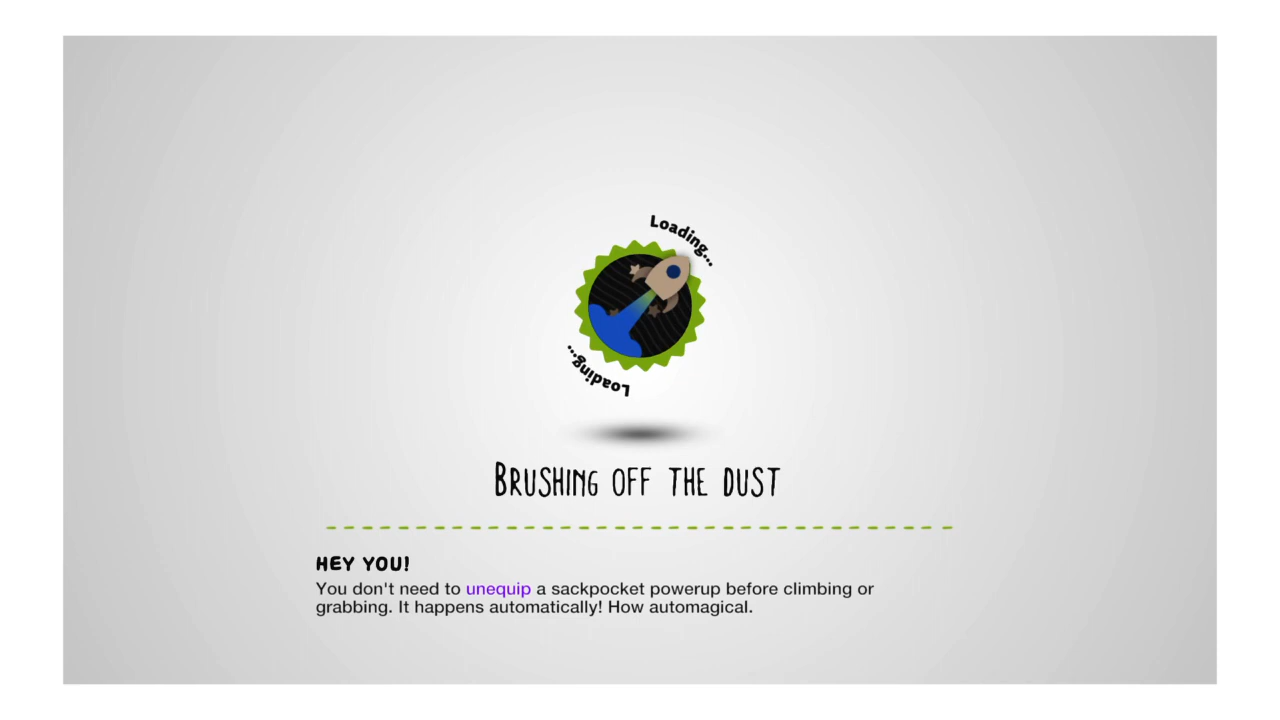 Loading...
Loading...
BRUSHING OFF THE DUST
HEY YOU!
You don't need to unequip a sackpocket powerup before climbing or
grabbing. It happens automatically! How automagical.